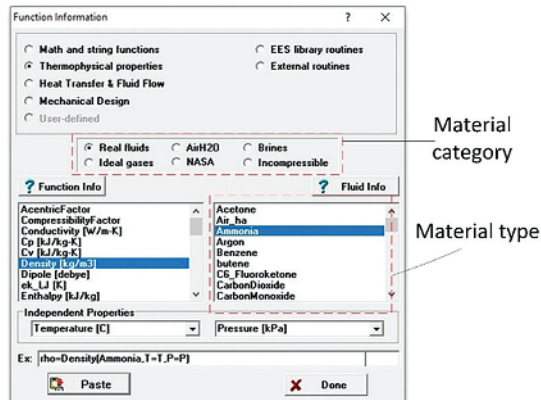 Function Information ? ×
Math and string functions EES library routines
Thermophysical properties External routines
Heat Transfer & Fluid Flow
Mechanical Design
User-defined
Real fluids AirH2O Brines
Ideal gases NASA Incompressible
Material category
? Function Info ? Fluid Info
AcentricFactor Acetone
CompressibilityFactor Air_ha
Conductivity [W/m-K] Ammonia
Cp [kJ/kg-K] Argon
Cv [kJ/kg-K] Benzene
Density [kg/m3] butene
Dipole [debye] C6_Fluoroketone
ek_LJ [K] CarbonDioxide
Enthalpy [kJ/kg] CarbonMonoxide
Material type
Independent Properties
Temperature [C] Pressure [kPa]
Ex: rho=Density(Ammonia,T=T,P=P)
Paste Done